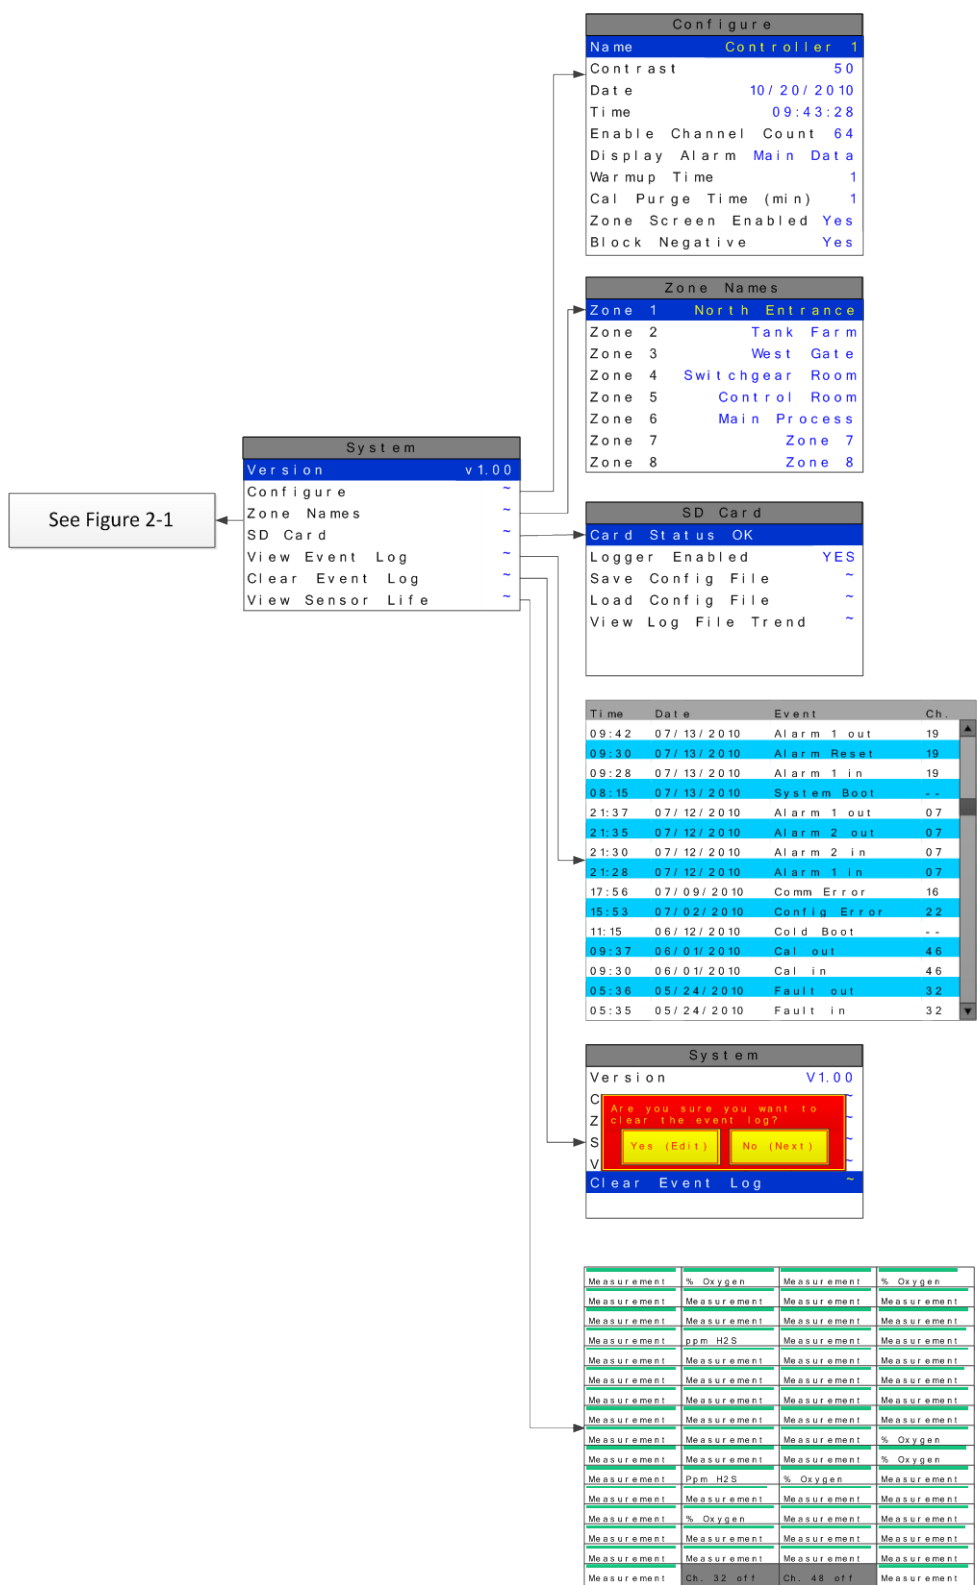 Configure
Name Controller 1
Contrast 50
Date 10/20/2010
Time 09:43:28
Enable Channel Count 64
Display Alarm Main Data
Warmup Time 1
Cal Purge Time (min) 1
Zone Screen Enabled Yes
Block Negative Yes
Zone Names
Zone 1 North Entrance
Zone 2 Tank Farm
Zone 3 West Gate
Zone 4 Switchgear Room
Zone 5 Control Room
Zone 6 Main Process
Zone 7 Zone 7
Zone 8 Zone 8
System
Version v1.00
Configure ~
Zone Names ~
SD Card ~
View Event Log ~
Clear Event Log ~
View Sensor Life ~
See Figure 2-1
SD Card
Card Status OK
Logger Enabled YES
Save Config File ~
Load Config File ~
View Log File Trend ~
Time Date Event Ch.
09:42 07/13/2010 Alarm 1 out 19
09:30 07/13/2010 Alarm Reset 19
09:28 07/13/2010 Alarm 1 in 19
08:15 07/13/2010 System Boot --
21:37 07/12/2010 Alarm 1 out 07
21:35 07/12/2010 Alarm 2 out 07
21:30 07/12/2010 Alarm 2 in 07
21:28 07/12/2010 Alarm 1 in 07
17:56 07/09/2010 Comm Error 16
15:53 07/02/2010 Config Error 22
11:15 06/12/2010 Cold Boot --
09:37 06/01/2010 Cal out 46
09:30 06/01/2010 Cal in 46
05:36 05/24/2010 Fault out 32
05:35 05/24/2010 Fault in 32
System
Version V1.00
C ~
Z ~
S ~
V ~
Are you sure you want to
clear the event log?
Yes (Edit) No (Next)
Clear Event Log ~
Measurement % Oxygen Measurement % Oxygen
Measurement Measurement Measurement Measurement
Measurement Measurement Measurement Measurement
Measurement ppm H2S Measurement Measurement
Measurement Measurement Measurement Measurement
Measurement Measurement Measurement Measurement
Measurement Measurement Measurement Measurement
Measurement Measurement Measurement Measurement
Measurement Measurement Measurement % Oxygen
Measurement Measurement Measurement % Oxygen
Measurement Ppm H2S % Oxygen Measurement
Measurement Measurement Measurement Measurement
Measurement % Oxygen Measurement Measurement
Measurement Measurement Measurement Measurement
Measurement Measurement Measurement Measurement
Measurement Ch. 32 off Ch. 48 off Measurement